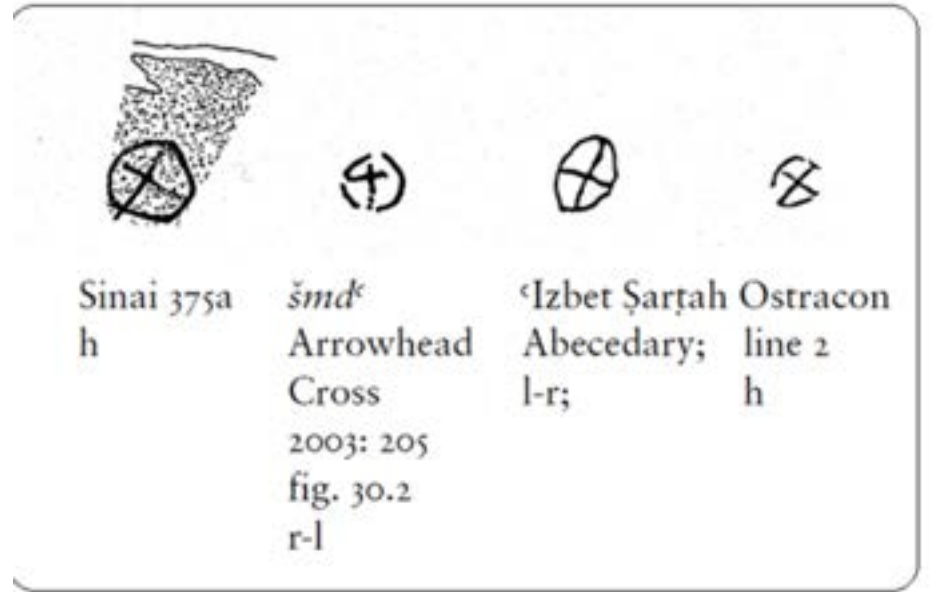 Sinai 375a
h
šmdʿ
Arrowhead
Cross
2003: 205
fig. 30.2
r-l
ʿIzbet Ṣarṭah
Abecedary;
l-r;
Ostracon
line 2
h